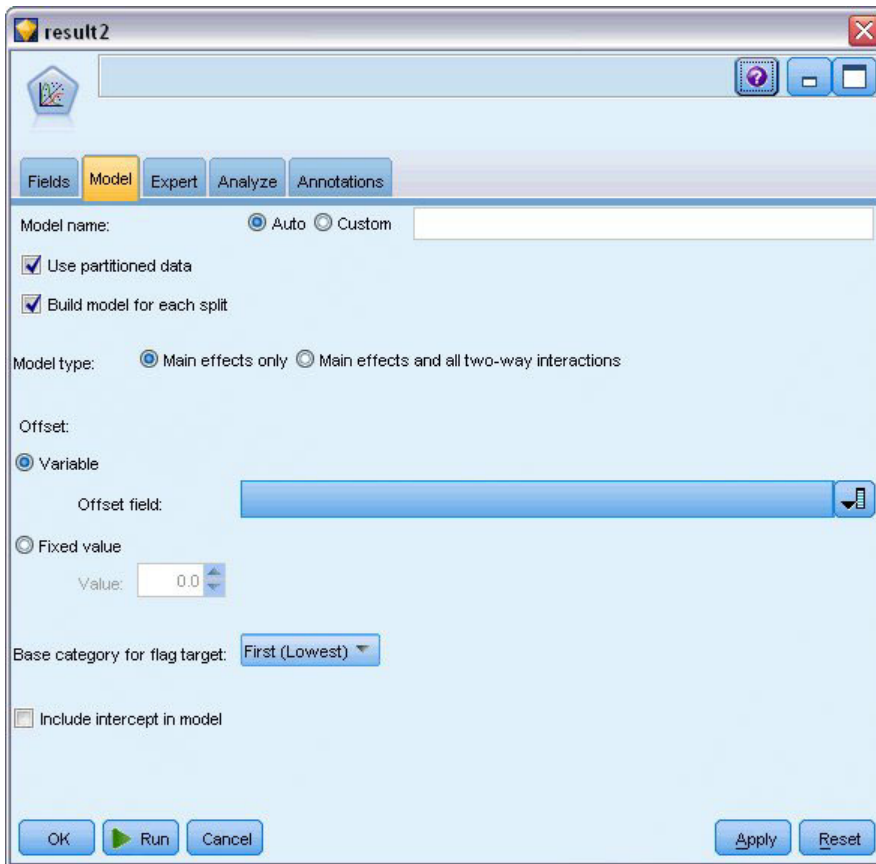 result2
Fields Model Expert Analyze Annotations
Model name: Auto Custom
Use partitioned data
Build model for each split
Model type: Main effects only Main effects and all two-way interactions
Offset:
Variable
Offset field:
Fixed value
Value: 0.0
Base category for flag target: First (Lowest)
Include intercept in model
OK Run Cancel Apply Reset